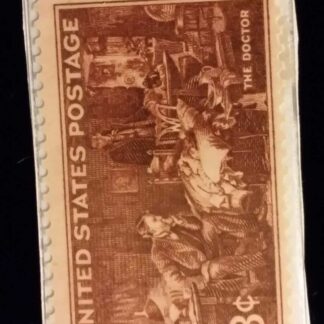 UNITED STATES POSTAGE
THE DOCTOR
3¢